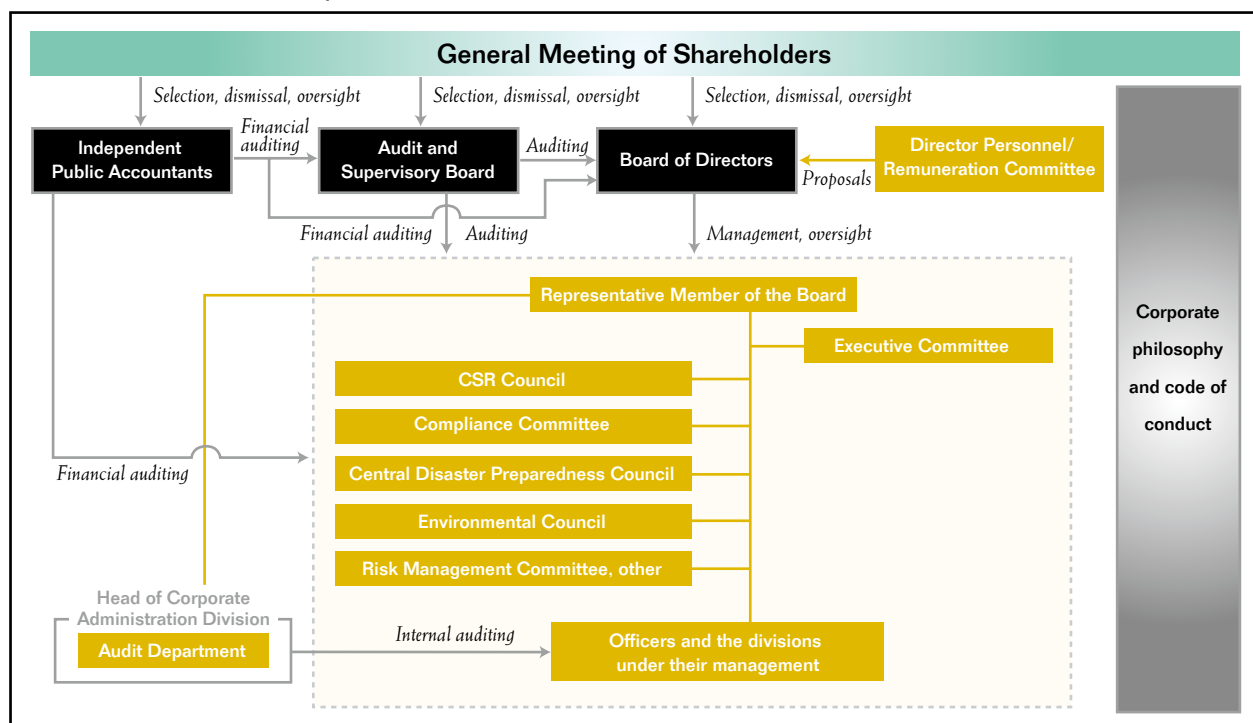 General Meeting of Shareholders
Selection, dismissal, oversight
Selection, dismissal, oversight
Selection, dismissal, oversight
Independent
Public Accountants
Financial
auditing
Audit and
Supervisory Board
Auditing
Board of Directors
Proposals
Director Personnel/
Remuneration Committee
Financial auditing
Auditing
Management, oversight
Representative Member of the Board
Executive Committee
CSR Council
Compliance Committee
Financial auditing
Central Disaster Preparedness Council
Environmental Council
Risk Management Committee, other
Head of Corporate
Administration Division
Audit Department
Internal auditing
Officers and the divisions
under their management
Corporate
philosophy
and code of
conduct